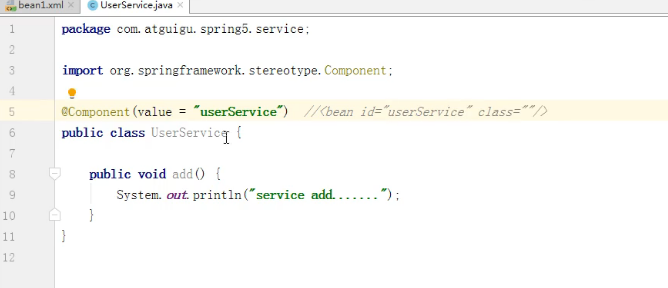 bean1.xml × UserService.java ×
1 package com.atguigu.spring5.service;
2
3 import org.springframework.stereotype.Component;
4
5 @Component(value = "userService") //<bean id="userService" class=""/>
6 public class UserService {
7
8 public void add() {
9 System.out.println("service add.......");
10 }
11 }
12